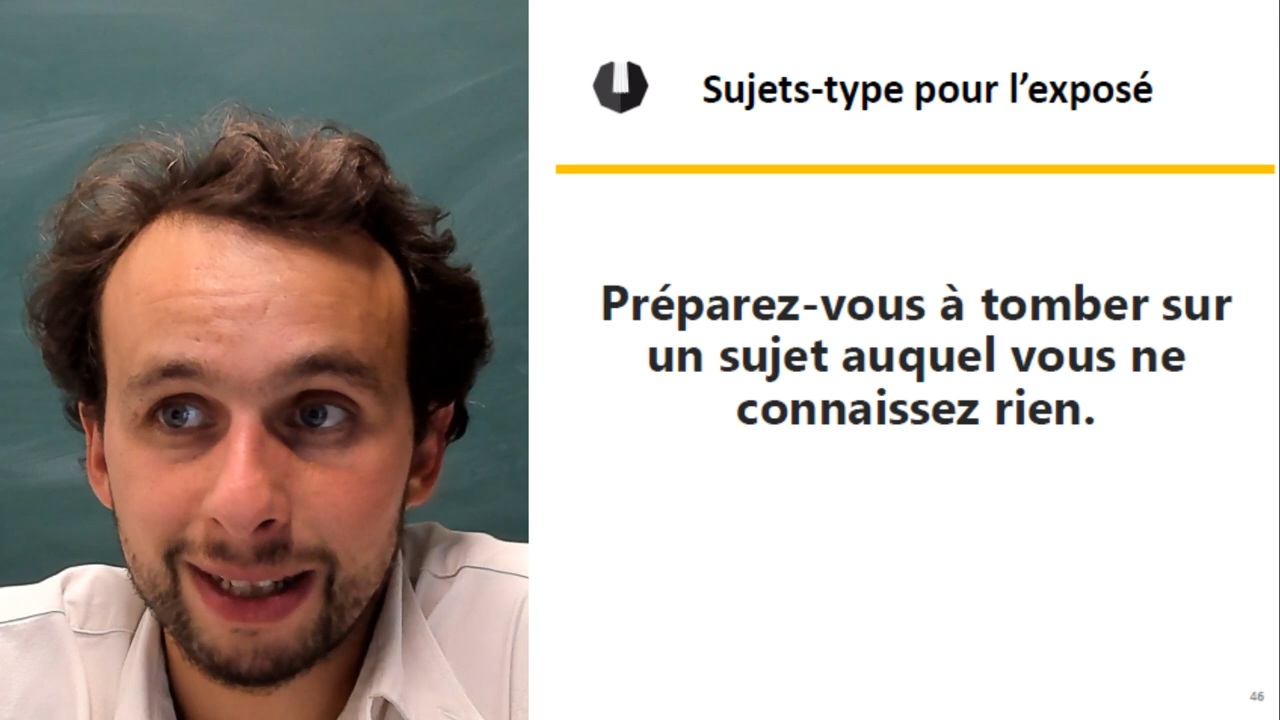 Sujets-type pour l’exposé
Préparez-vous à tomber sur
un sujet auquel vous ne
connaissez rien.
46